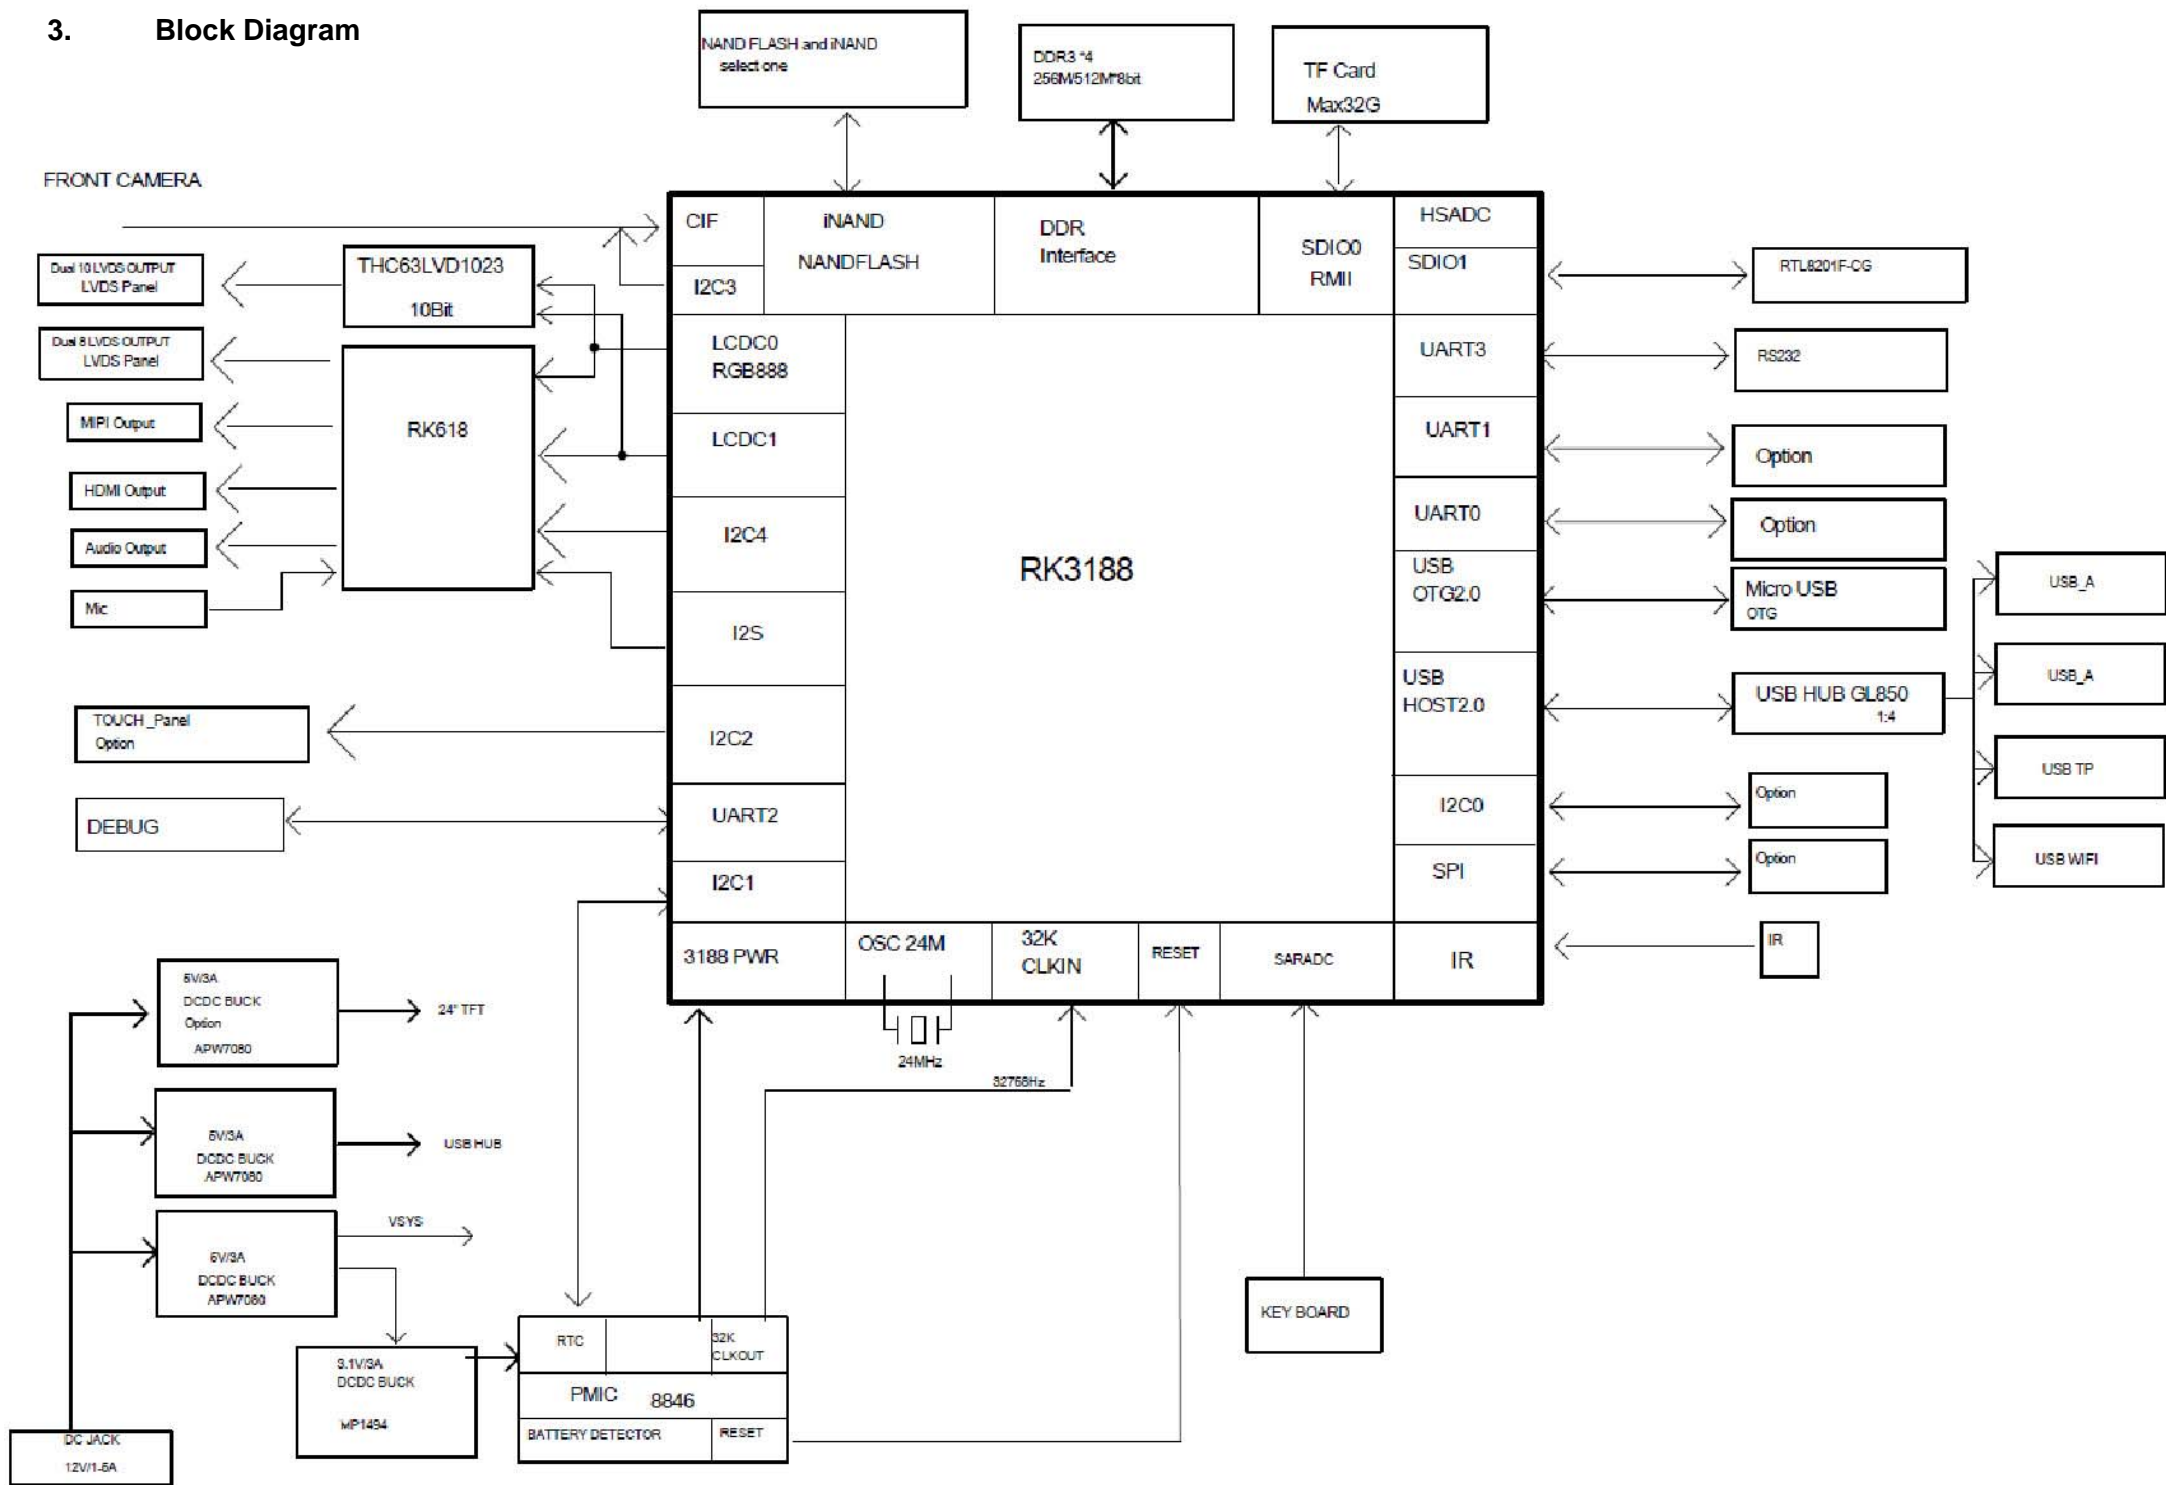 3. Block Diagram
NAND FLASH and iNAND
select one
DDR3 *4
256M/512M*8bit
TF Card
Max32G
FRONT CAMERA
Dual 10 LVDS OUTPUT
LVDS Panel
Dual 8 LVDS OUTPUT
LVDS Panel
MIPI Output
HDMI Output
Audio Output
Mic
THC63LVD1023
10Bit
RK618
TOUCH_Panel
Option
DEBUG
CIF
I2C3
iNAND
NANDFLASH
DDR
Interface
SDIO0
RMII
HSADC
SDIO1
LCDC0
RGB888
LCDC1
I2C4
I2S
I2C2
UART2
I2C1
RK3188
UART3
UART1
UART0
USB
OTG2.0
USB
HOST2.0
I2C0
SPI
3188 PWR
OSC 24M
32K
CLKIN
RESET
SARADC
IR
RTL8201F-CG
RS232
Option
Option
Micro USB
OTG
USB HUB GL850
1:4
Option
Option
IR
USB_A
USB_A
USB TP
USB WIFI
24MHz
32768Hz
5V/3A
DCDC BUCK
Option
APW7080
24" TFT
5V/3A
DCDC BUCK
APW7080
USB HUB
5V/3A
DCDC BUCK
APW7080
VSYS
3.1V/3A
DCDC BUCK
MP1494
DC JACK
12V/1-5A
RTC
32K
CLKOUT
PMIC 8846
BATTERY DETECTOR
RESET
KEY BOARD